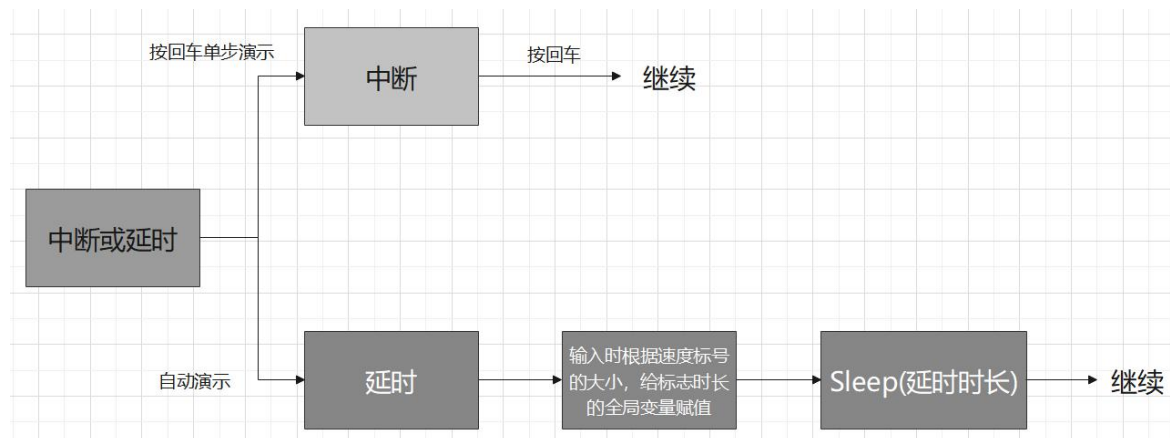 按回车单步演示
中断
按回车
继续
中断或延时
自动演示
延时
输入时根据速度标号
的大小，给标志时长
的全局变量赋值
Sleep(延时时长)
继续